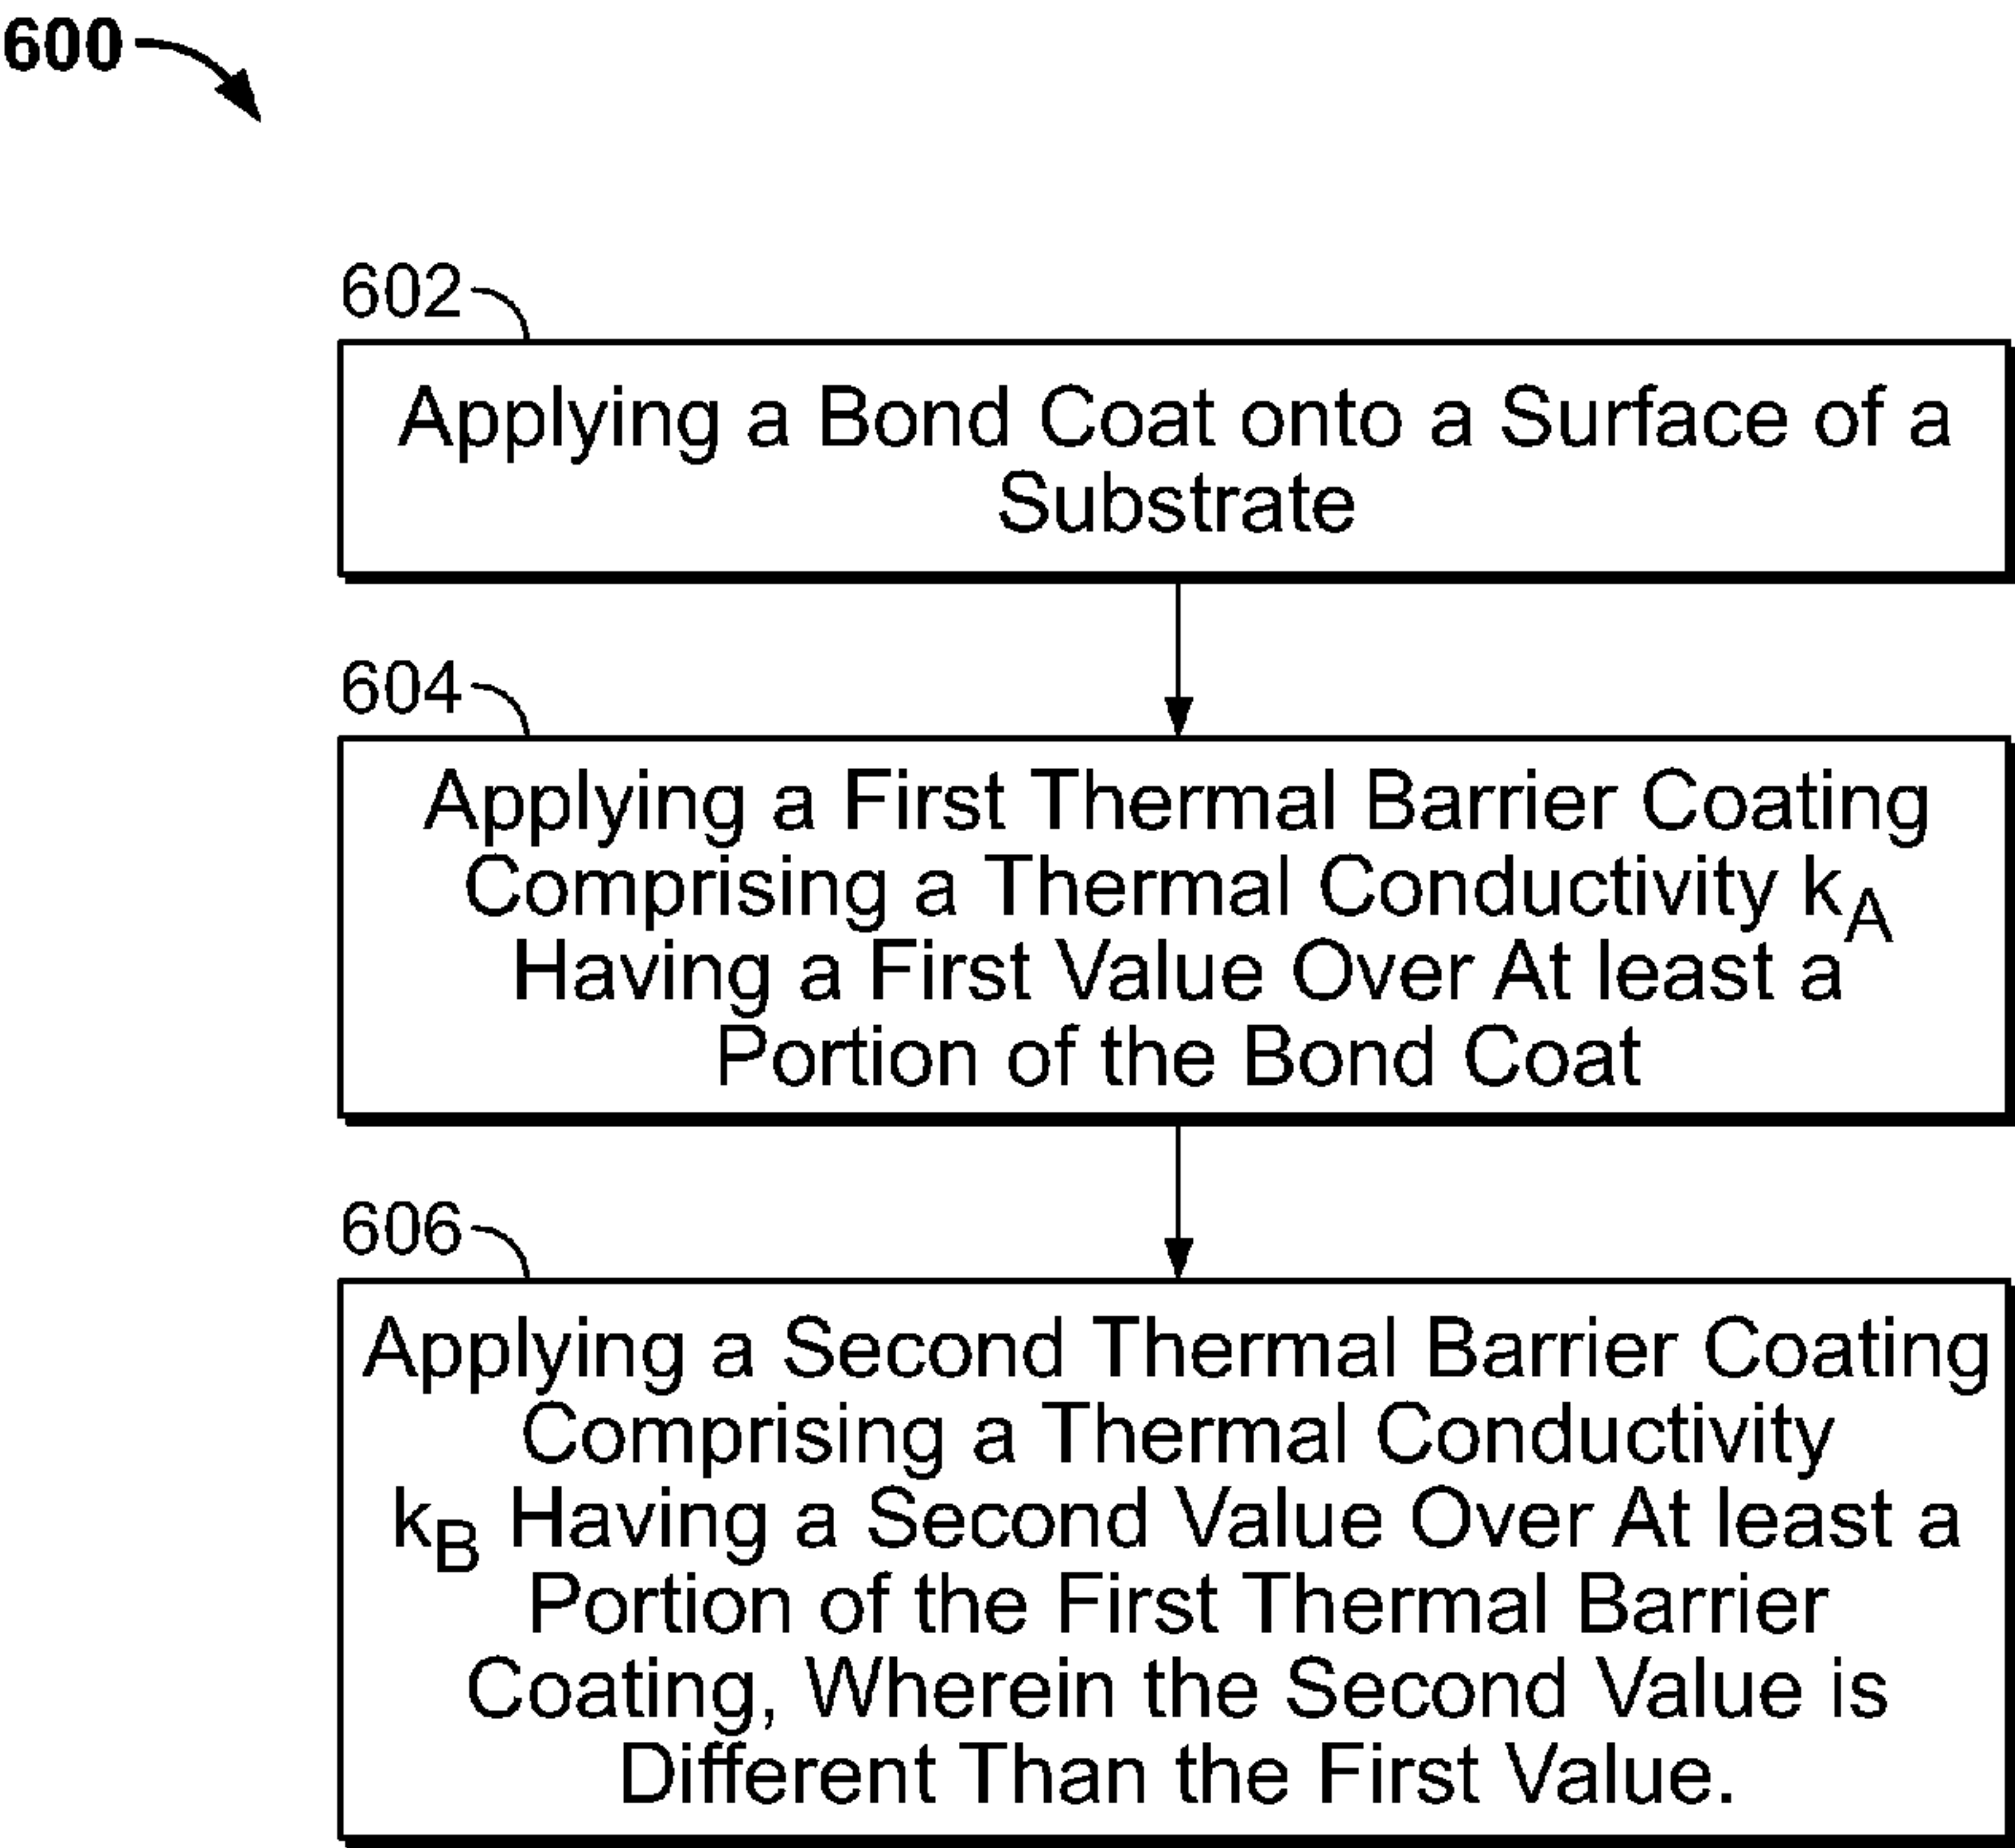 600
602
Applying a Bond Coat onto a Surface of a
Substrate
604
Applying a First Thermal Barrier Coating
Comprising a Thermal Conductivity kA
Having a First Value Over At least a
Portion of the Bond Coat
606
Applying a Second Thermal Barrier Coating
Comprising a Thermal Conductivity
kB Having a Second Value Over At least a
Portion of the First Thermal Barrier
Coating, Wherein the Second Value is
Different Than the First Value.